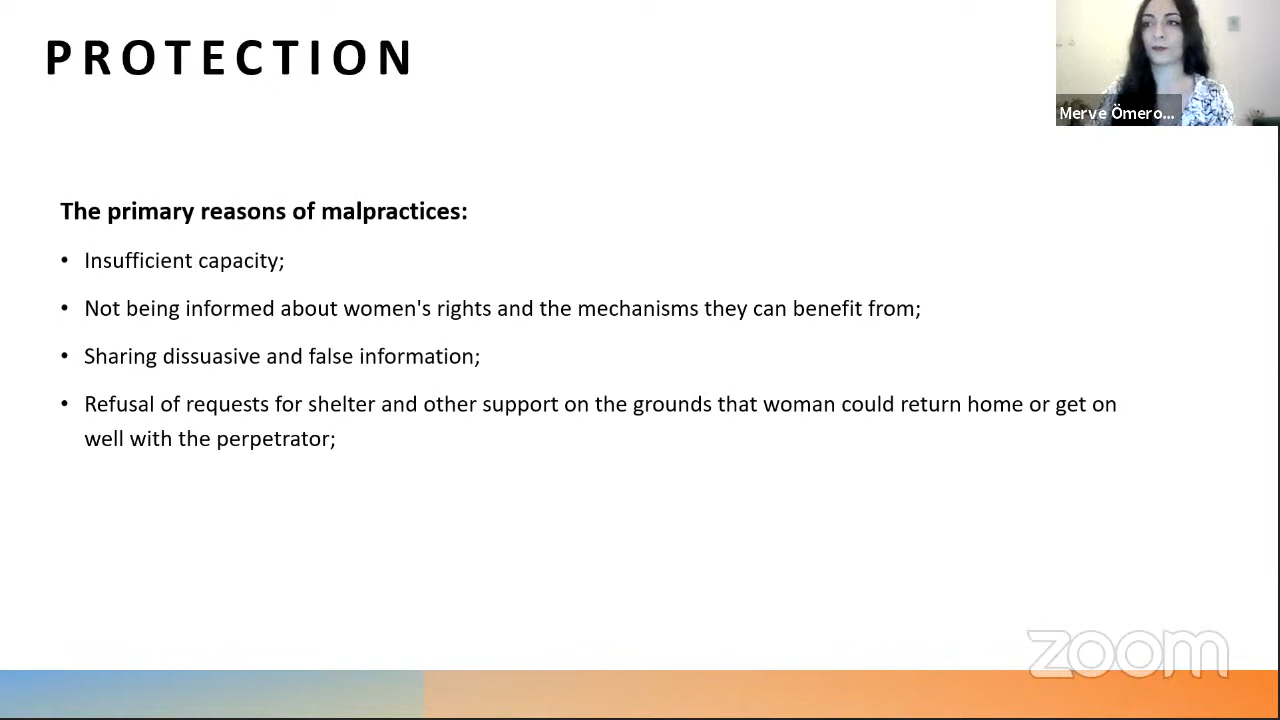 PROTECTION
Merve Ömero...
The primary reasons of malpractices:
• Insufficient capacity;
• Not being informed about women's rights and the mechanisms they can benefit from;
• Sharing dissuasive and false information;
• Refusal of requests for shelter and other support on the grounds that woman could return home or get on
well with the perpetrator;
zoom